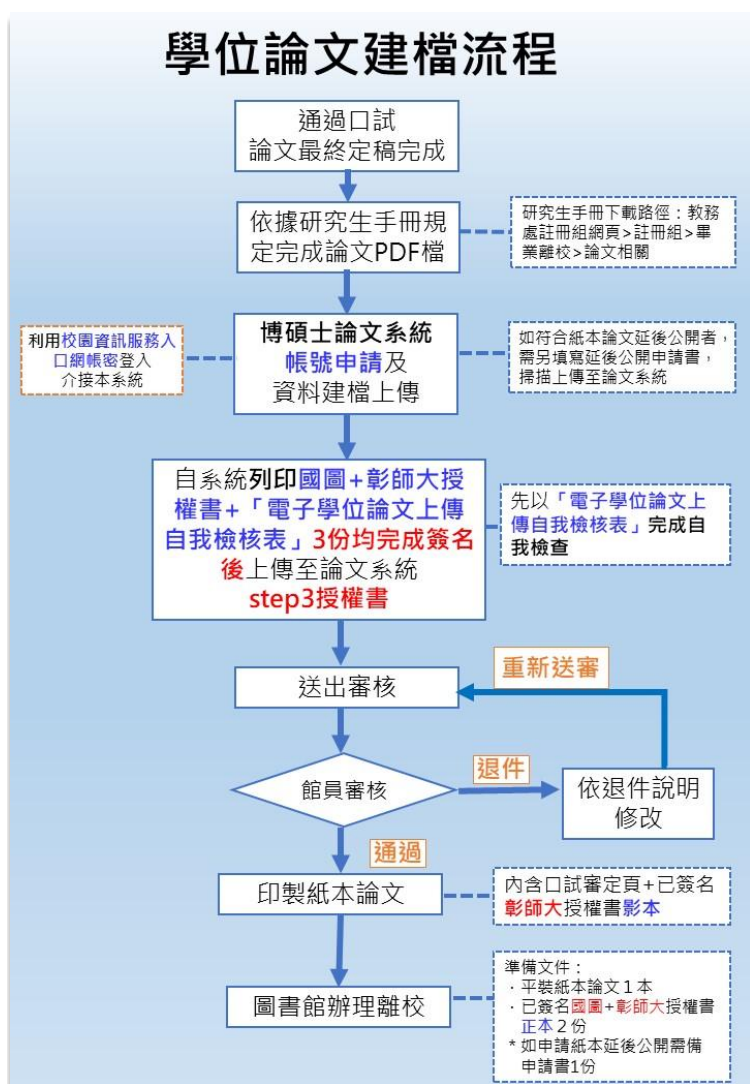 學位論文建檔流程
通過口試
論文最終定稿完成
依據研究生手冊規
定完成論文PDF檔
研究生手冊下載路徑：教務
處註冊組網頁>註冊組>畢
業離校>論文相關
利用校園資訊服務入
口網帳密登入
介接本系統
博碩士論文系統
帳號申請及
資料建檔上傳
如符合紙本論文延後公開者，
需另填寫延後公開申請書，
掃描上傳至論文系統
自系統列印國圖+彰師大授
權書+「電子學位論文上傳
自我檢核表」3份均完成簽名
後上傳至論文系統
step3授權書
先以「電子學位論文上
傳自我檢核表」完成自
我檢查
送出審核
重新送審
館員審核
退件
依退件說明
修改
通過
印製紙本論文
內含口試審定頁+已簽名
彰師大授權書影本
圖書館辦理離校
準備文件：
．平裝紙本論文1本
．已簽名國圖+彰師大授權書
正本2份
*如申請紙本延後公開需備
申請書1份